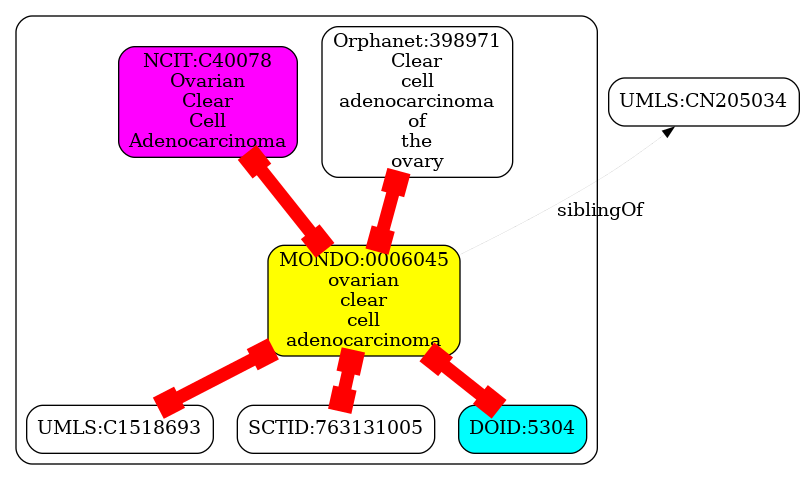 NCIT:C40078
Ovarian
Clear
Cell
Adenocarcinoma
Orphanet:398971
Clear
cell
adenocarcinoma
of
the
ovary
UMLS:CN205034
siblingOf
MONDO:0006045
ovarian
clear
cell
adenocarcinoma
UMLS:C1518693
SCTID:763131005
DOID:5304